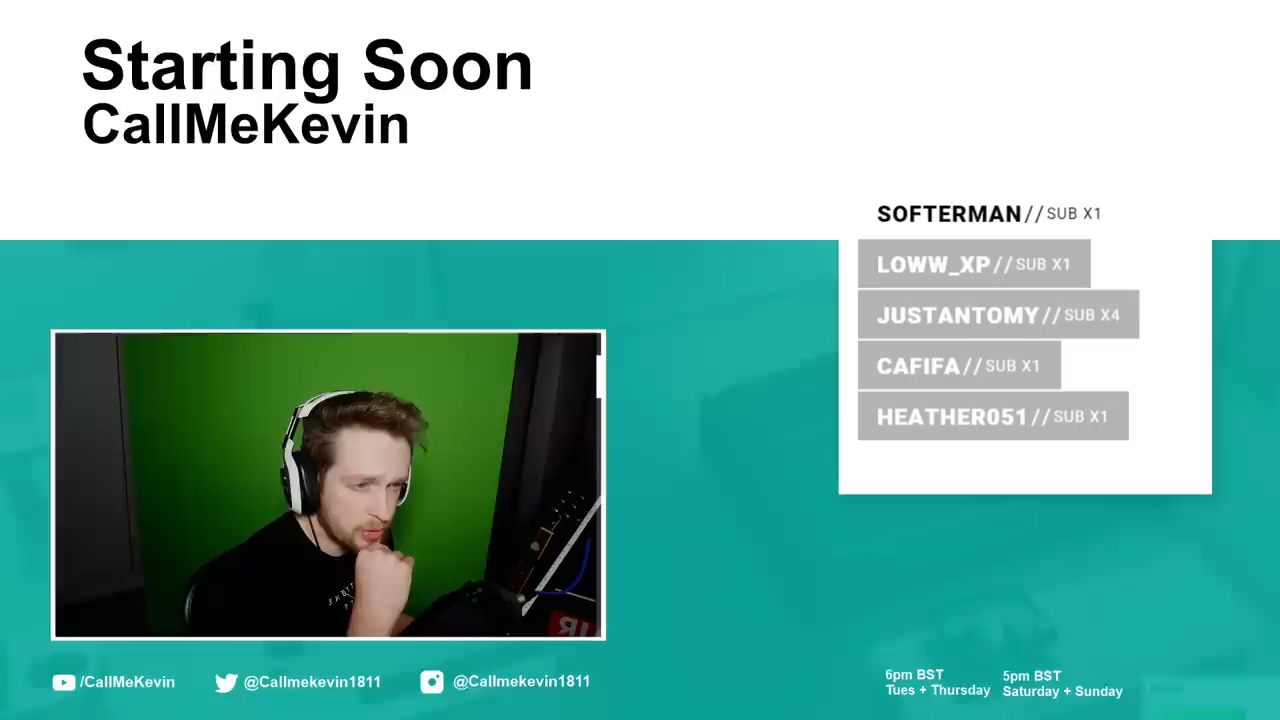 Starting Soon
CallMeKevin
SOFTERMAN//SUB X1
LOWW_XP//SUB X1
JUSTANTOMY//SUB X4
CAFIFA//SUB X1
HEATHER051//SUB X1
/CallMeKevin
@Callmekevin1811
@Callmekevin1811
6pm BST
Tues + Thursday
5pm BST
Saturday + Sunday